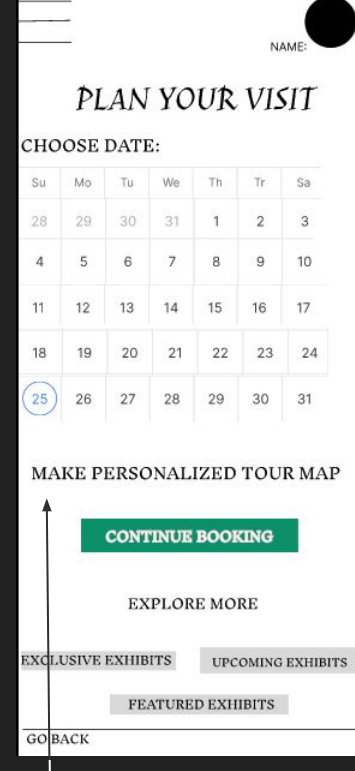 NAME:
PLAN YOUR VISIT
CHOOSE DATE:
Su Mo Tu We Th Tr Sa
28 29 30 31 1 2 3
4 5 6 7 8 9 10
11 12 13 14 15 16 17
18 19 20 21 22 23 24
25 26 27 28 29 30 31
MAKE PERSONALIZED TOUR MAP
CONTINUE BOOKING
EXPLORE MORE
EXCLUSIVE EXHIBITS UPCOMING EXHIBITS
FEATURED EXHIBITS
GO BACK